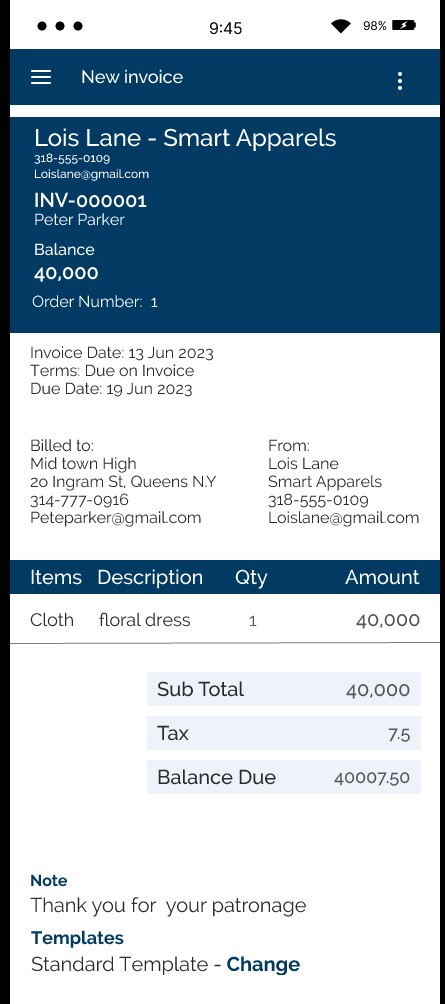 9:45 98%
New invoice
Lois Lane - Smart Apparels
318-555-0109
Loislane@gmail.com
INV-000001
Peter Parker
Balance
40,000
Order Number: 1
Invoice Date: 13 Jun 2023
Terms: Due on Invoice
Due Date: 19 Jun 2023
Billed to:
Mid town High
20 Ingram St, Queens N.Y
314-777-0916
Peteparker@gmail.com
From:
Lois Lane
Smart Apparels
318-555-0109
Loislane@gmail.com
Items Description Qty Amount
Cloth floral dress 1 40,000
Sub Total 40,000
Tax 7.5
Balance Due 40007.50
Note
Thank you for your patronage
Templates
Standard Template - Change